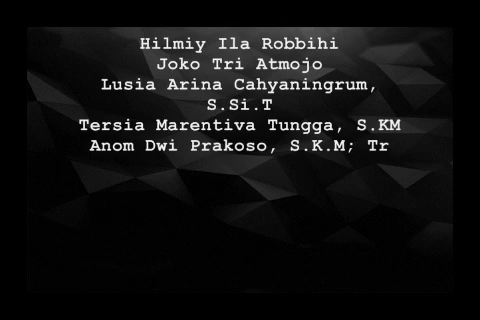 Hilmiy Ila Robbihi
Joko Tri Atmojo
Lusia Arina Cahyaningrum,
S.Si.T
Tersia Marentiva Tungga, S.KM
Anom Dwi Prakoso, S.K.M; Tr